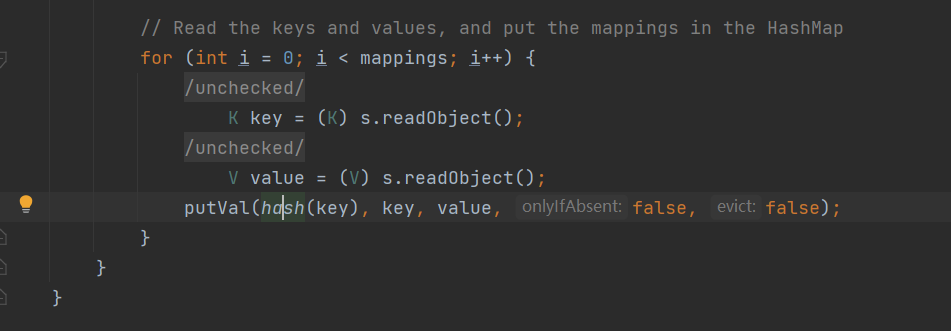 // Read the keys and values, and put the mappings in the HashMap
for (int i = 0; i < mappings; i++) {
/unchecked/
K key = (K) s.readObject();
/unchecked/
V value = (V) s.readObject();
putVal(hash(key), key, value, onlyIfAbsent: false, evict: false);
}
}
}